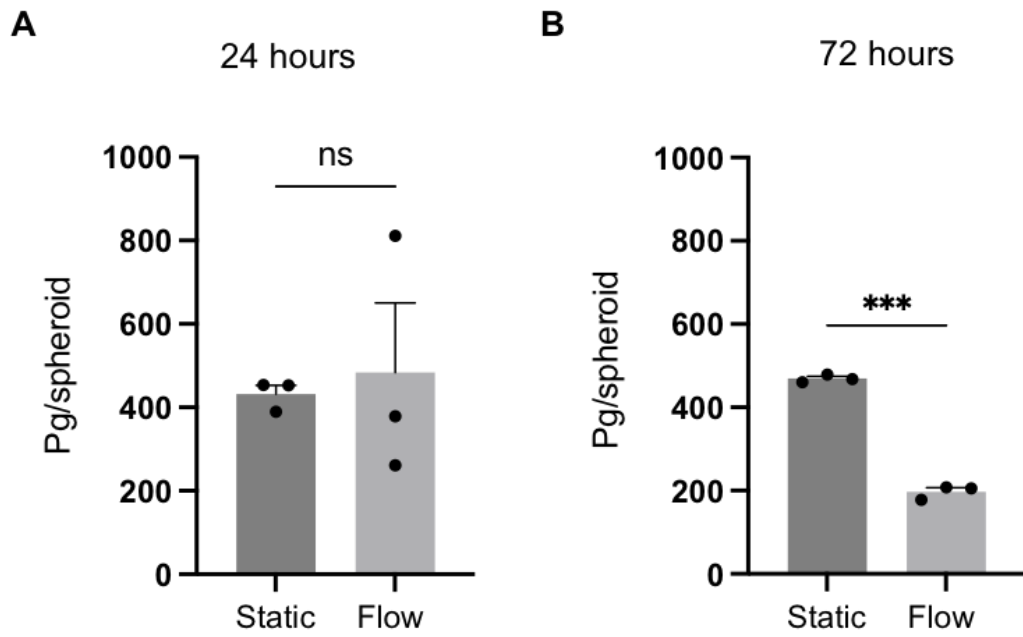 A
24 hours
1000
800
600
400
200
0
Pg/spheroid
ns
Static
Flow
B
72 hours
1000
800
600
400
200
0
Pg/spheroid
***
Static
Flow